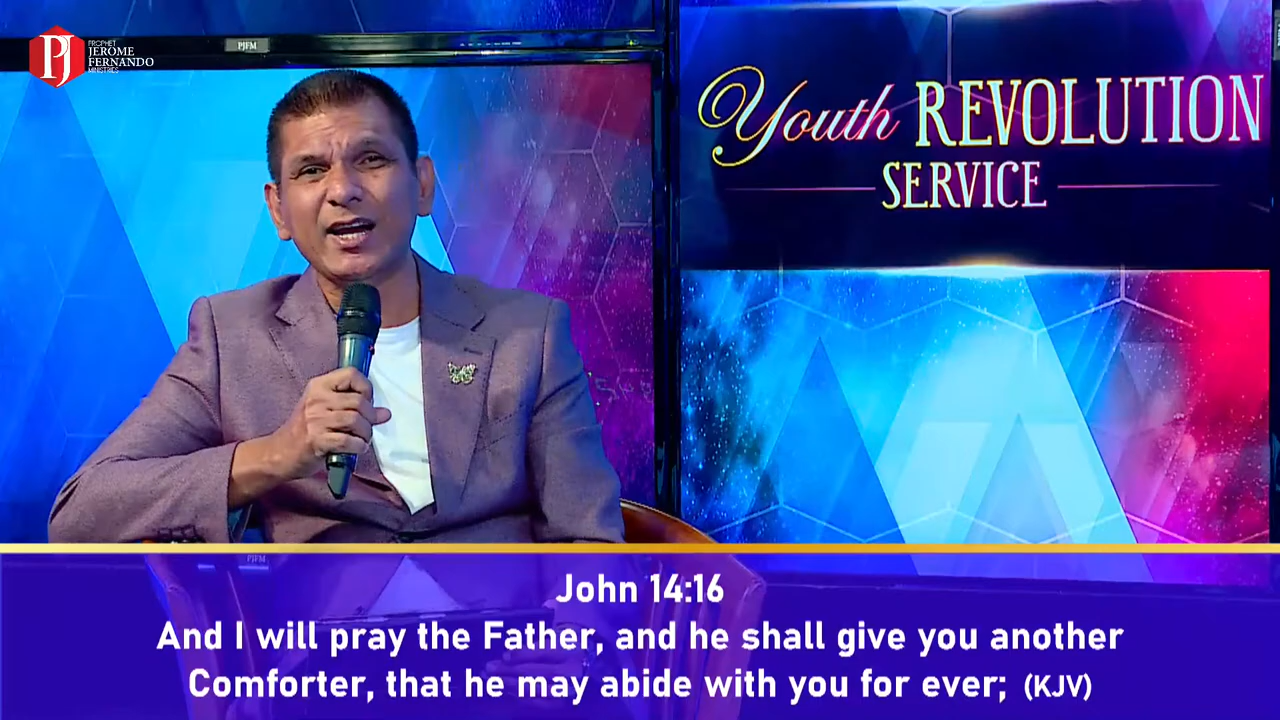 PJ
PROPHET
JEROME
FERNANDO
MINISTRIES
PJFM
Youth REVOLUTION
SERVICE
PJFM
John 14:16
And I will pray the Father, and he shall give you another
Comforter, that he may abide with you for ever; (KJV)